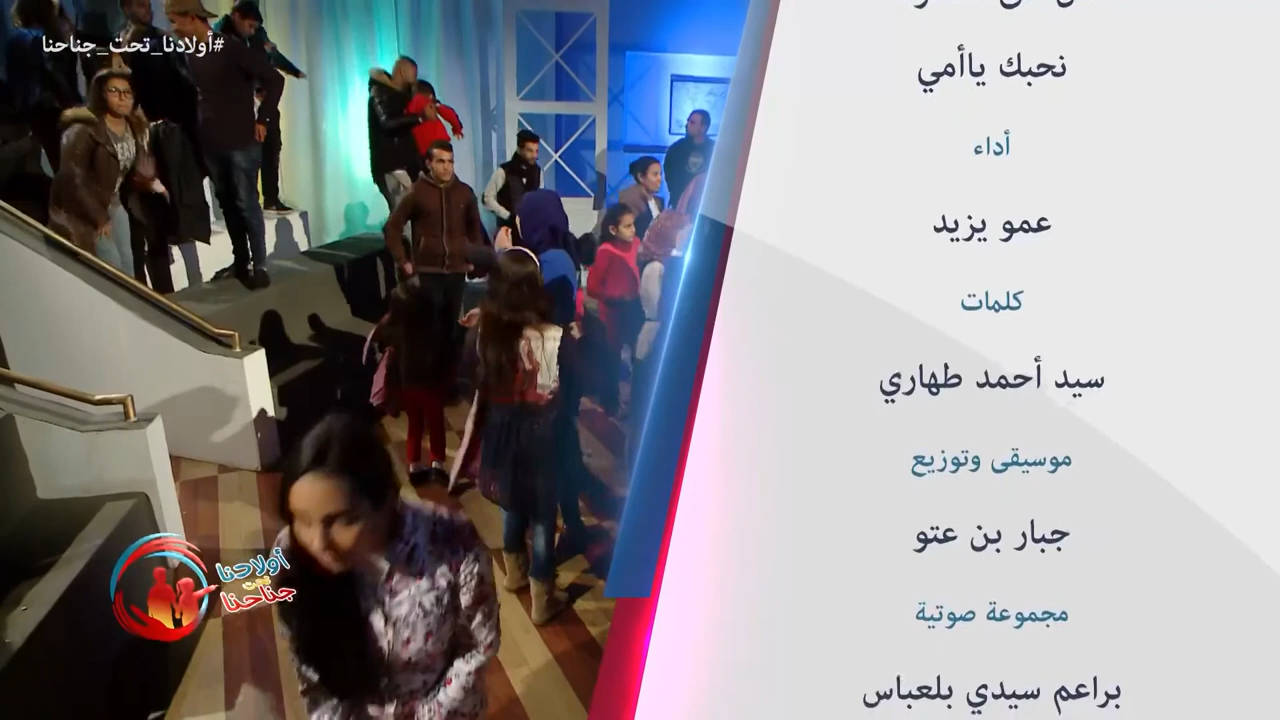 #أولادنا_تحت_جناحنا
نحبك ياأمي
أداء
عمو يزيد
كلمات
سيد أحمد طهاري
موسيقى وتوزيع
جبار بن عتو
مجموعة صوتية
براعم سيدي بلعباس
أولادنا
تحت
جناحنا